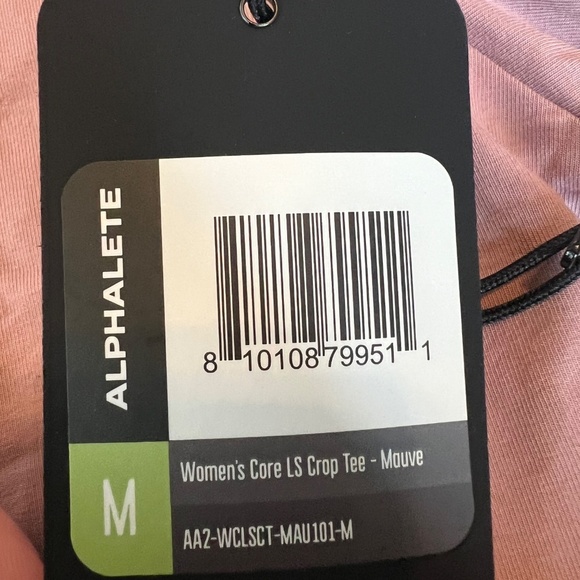 ALPHALETE
8 10108 79951 1
Women's Core LS Crop Tee - Mauve
M
AA2-WCLSCT-MAU101-M